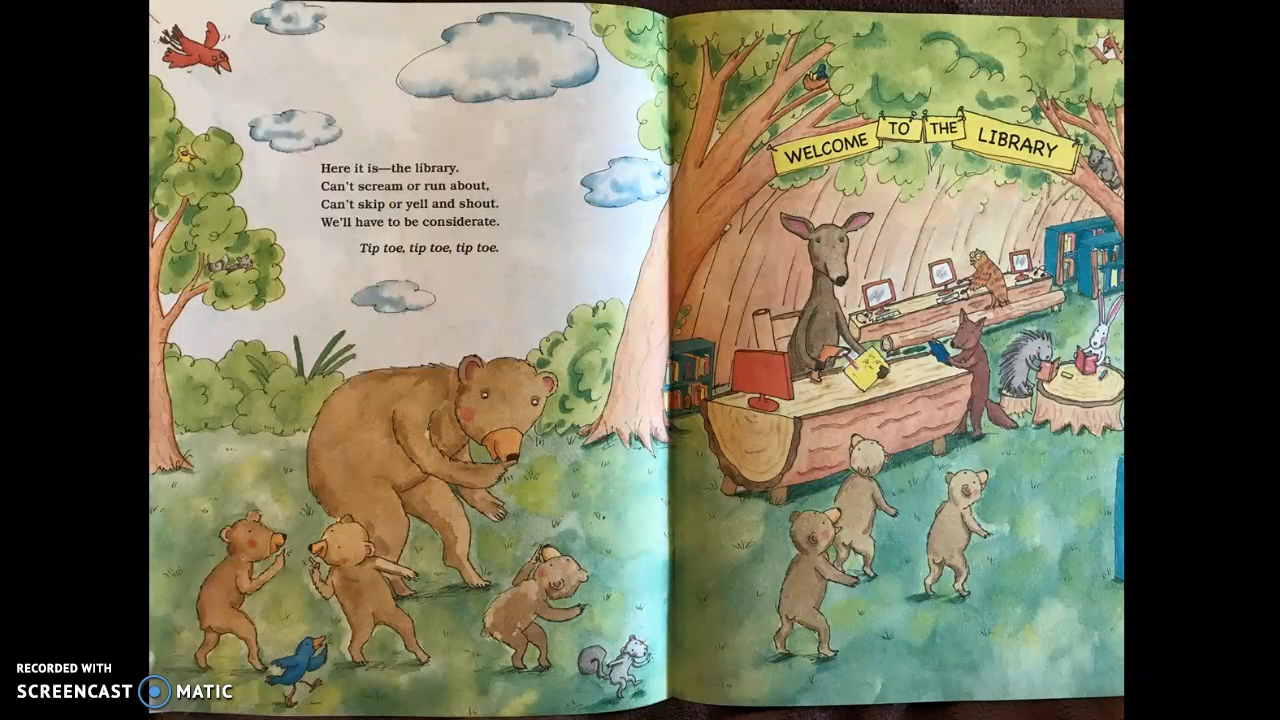 Here it is—the library.
Can't scream or run about,
Can't skip or yell and shout.
We'll have to be considerate.
Tip toe, tip toe, tip toe.
WELCOME TO THE LIBRARY
RECORDED WITH
SCREENCAST MATIC